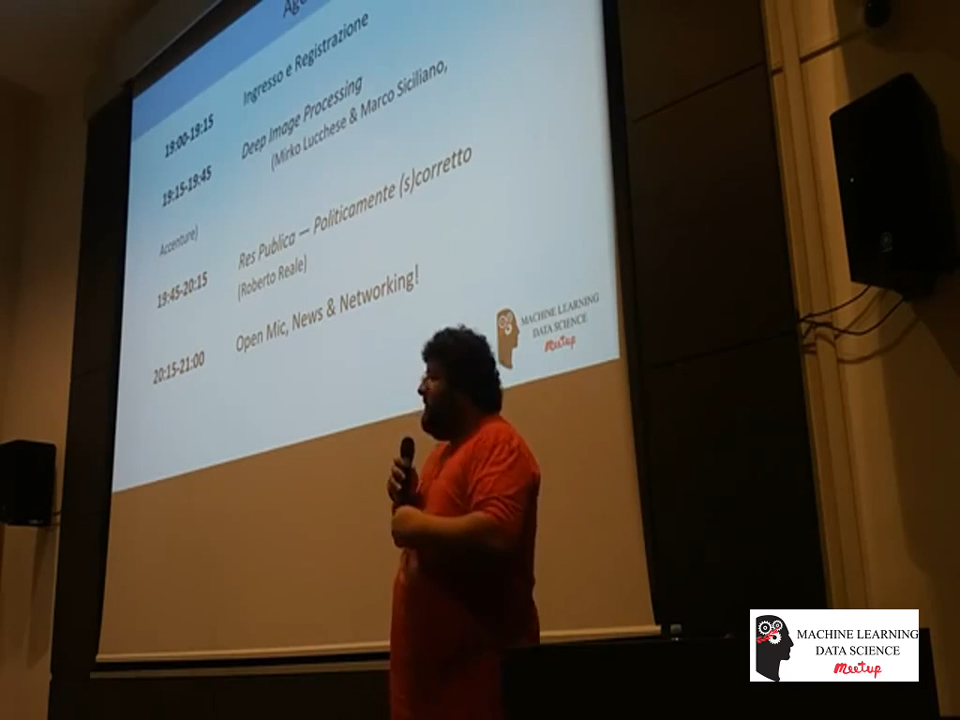 Ag
19:00-19:15 Ingresso e Registrazione
19:15-19:45 Deep Image Processing
(Mirko Lucchese & Marco Siciliano,
Accenture)
19:45-20:15 Res Publica — Politicamente (s)corretto
(Roberto Reale)
20:15-21:00 Open Mic, News & Networking!
MACHINE LEARNING
DATA SCIENCE
meetup
MACHINE LEARNING
DATA SCIENCE
meetup